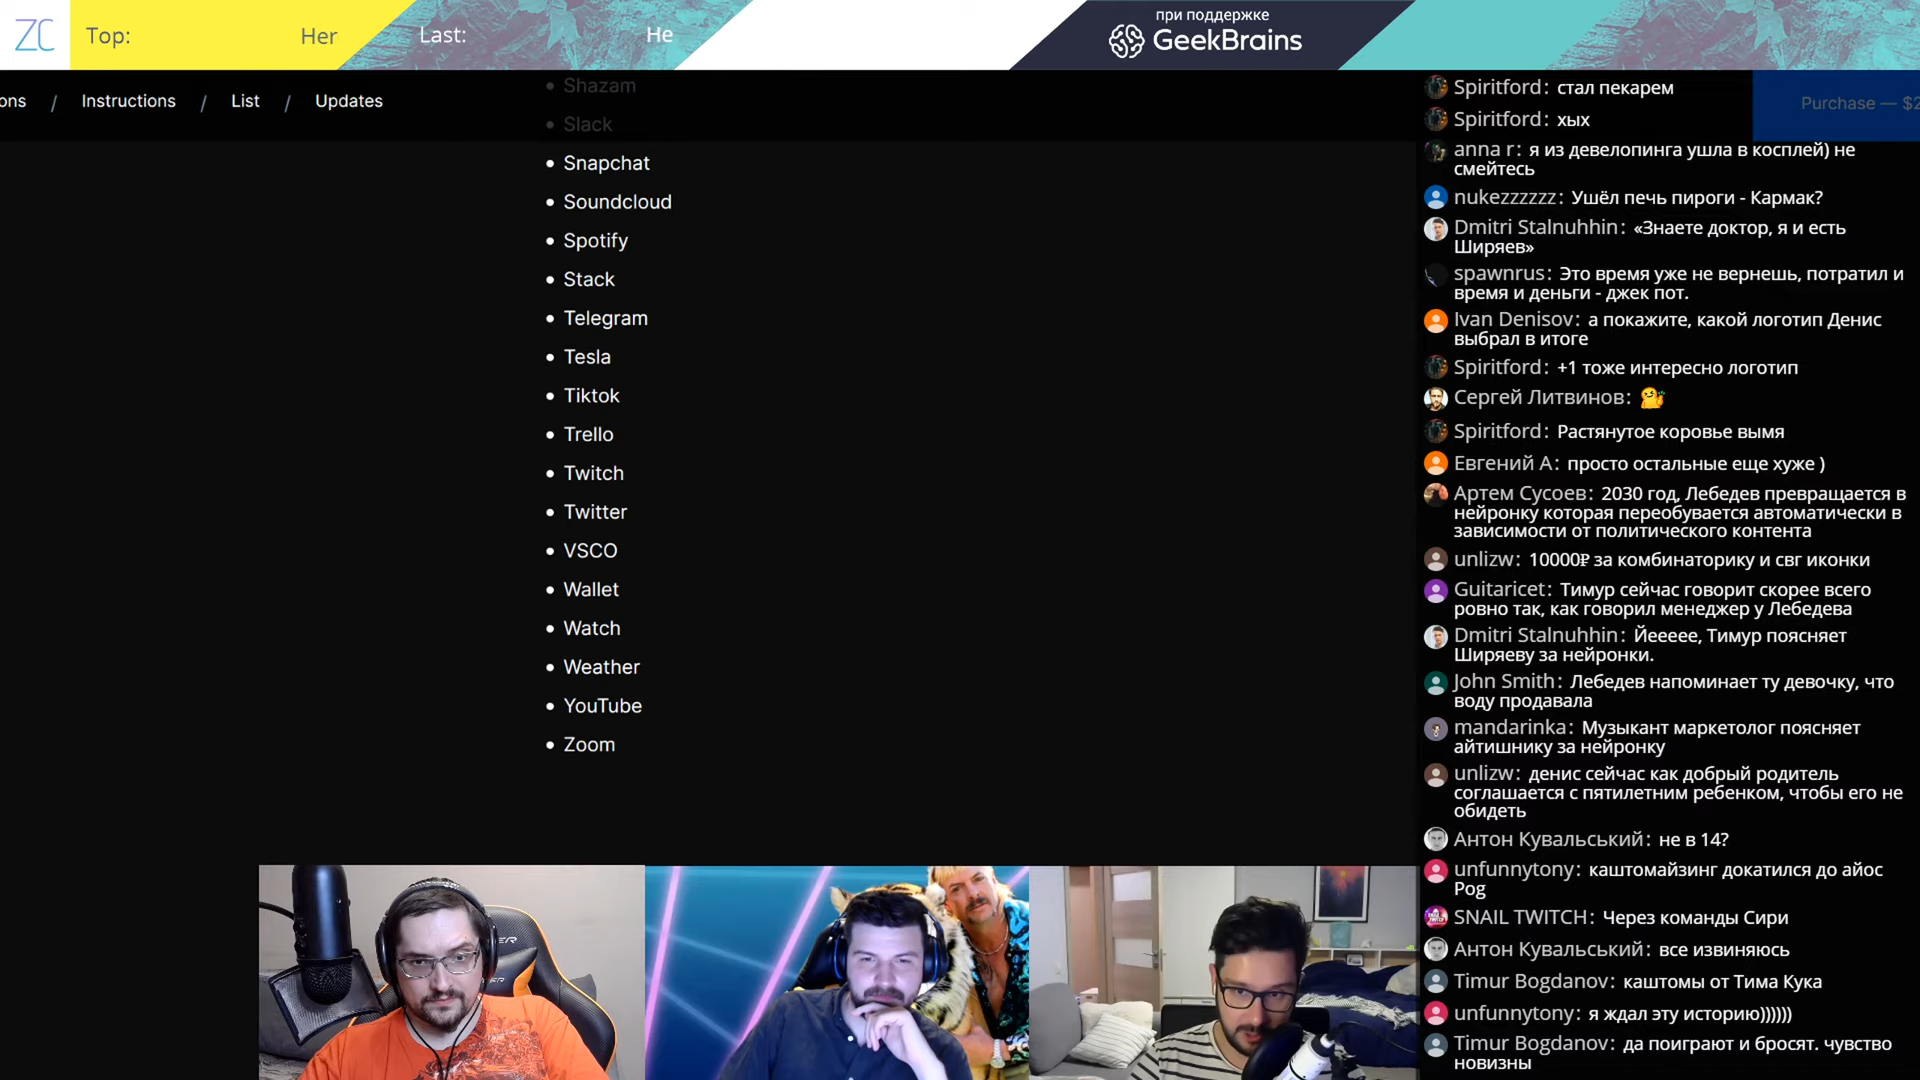 ZC
Top:
Her
Last:
He
при поддержке
GeekBrains
ons / Instructions / List / Updates
Purchase — $2
Shazam
Slack
Snapchat
Soundcloud
Spotify
Stack
Telegram
Tesla
Tiktok
Trello
Twitch
Twitter
VSCO
Wallet
Watch
Weather
YouTube
Zoom
Spiritford: стал пекарем
Spiritford: хых
anna r: я из девелопинга ушла в косплей) не
смейтесь
nukezzzzzz: Ушёл печь пироги - Кармак?
Dmitri Stalnuhhin: «Знаете доктор, я и есть
Ширяев»
spawnrus: Это время уже не вернешь, потратил и
время и деньги - джек пот.
Ivan Denisov: а покажите, какой логотип Денис
выбрал в итоге
Spiritford: +1 тоже интересно логотип
Сергей Литвинов:
Spiritford: Растянутое коровье вымя
Евгений А: просто остальные еще хуже )
Артем Сусоев: 2030 год, Лебедев превращается в
нейронку которая переобувается автоматически в
зависимости от политического контента
unlizw: 10000₽ за комбинаторику и свг иконки
Guitaricet: Тимур сейчас говорит скорее всего
ровно так, как говорил менеджер у Лебедева
Dmitri Stalnuhhin: Йеееее, Тимур поясняет
Ширяеву за нейронки.
John Smith: Лебедев напоминает ту девочку, что
воду продавала
mandarinka: Музыкант маркетолог поясняет
айтишнику за нейронку
unlizw: денис сейчас как добрый родитель
соглашается с пятилетним ребенком, чтобы его не
обидеть
Антон Кувальський: не в 14?
unfunnytony: каштомайзинг докатился до айос
Pog
SNAIL TWITCH: Через команды Сири
Антон Кувальський: все извиняюсь
Timur Bogdanov: каштомы от Тима Кука
unfunnytony: я ждал эту историю))))))
Timur Bogdanov: да поиграют и бросят. чувство
новизны